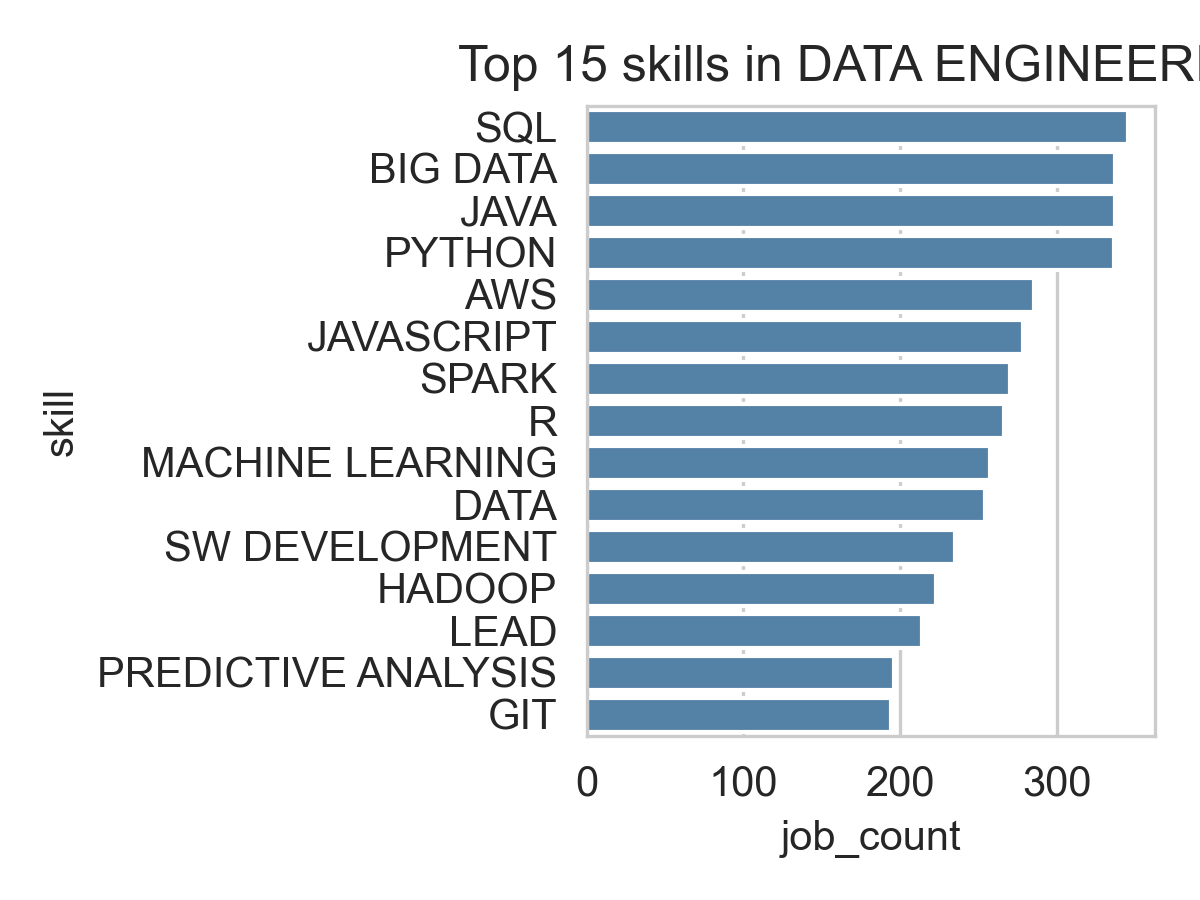 Top 15 skills in DATA ENGINEERI
SQL
BIG DATA
JAVA
PYTHON
AWS
JAVASCRIPT
SPARK
R
MACHINE LEARNING
DATA
SW DEVELOPMENT
HADOOP
LEAD
PREDICTIVE ANALYSIS
GIT
skill
0 100 200 300
job_count